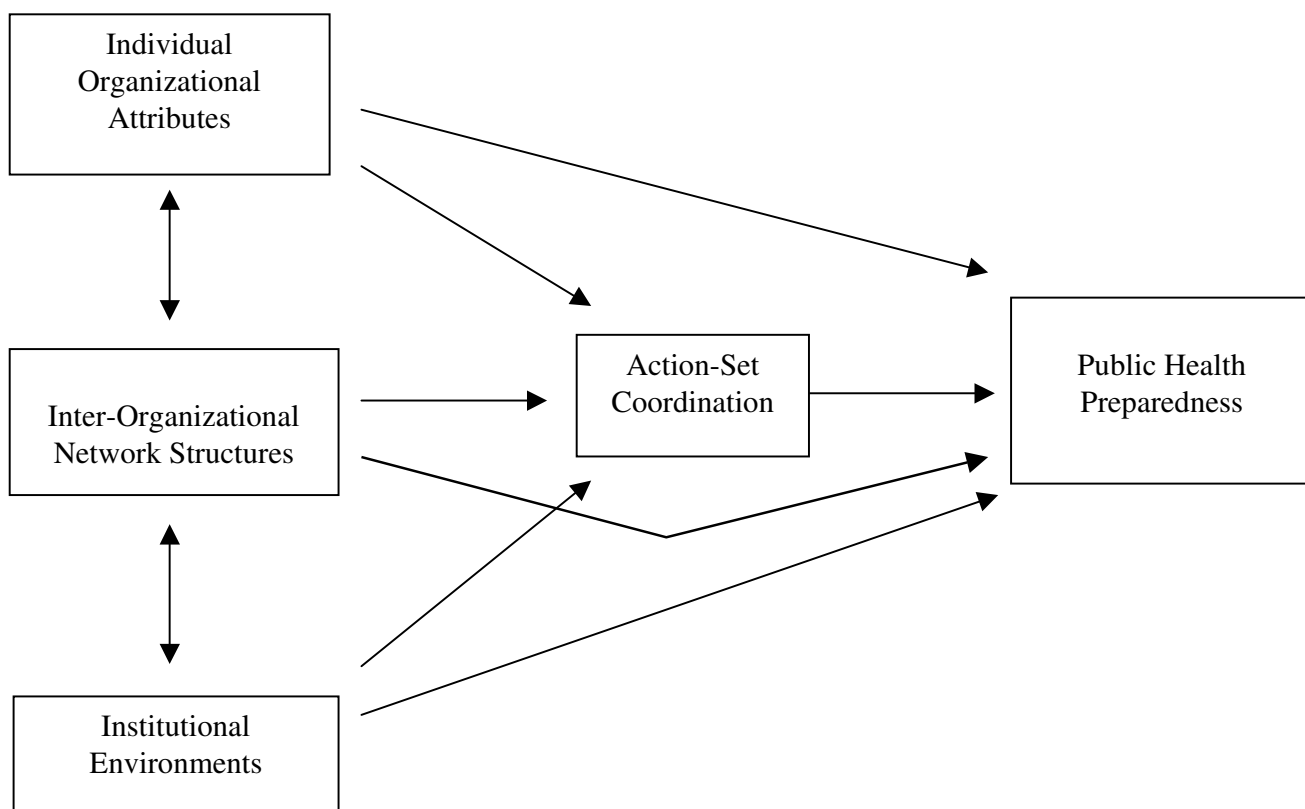 Individual
Organizational
Attributes
Inter-Organizational
Network Structures
Institutional
Environments
Action-Set
Coordination
Public Health
Preparedness